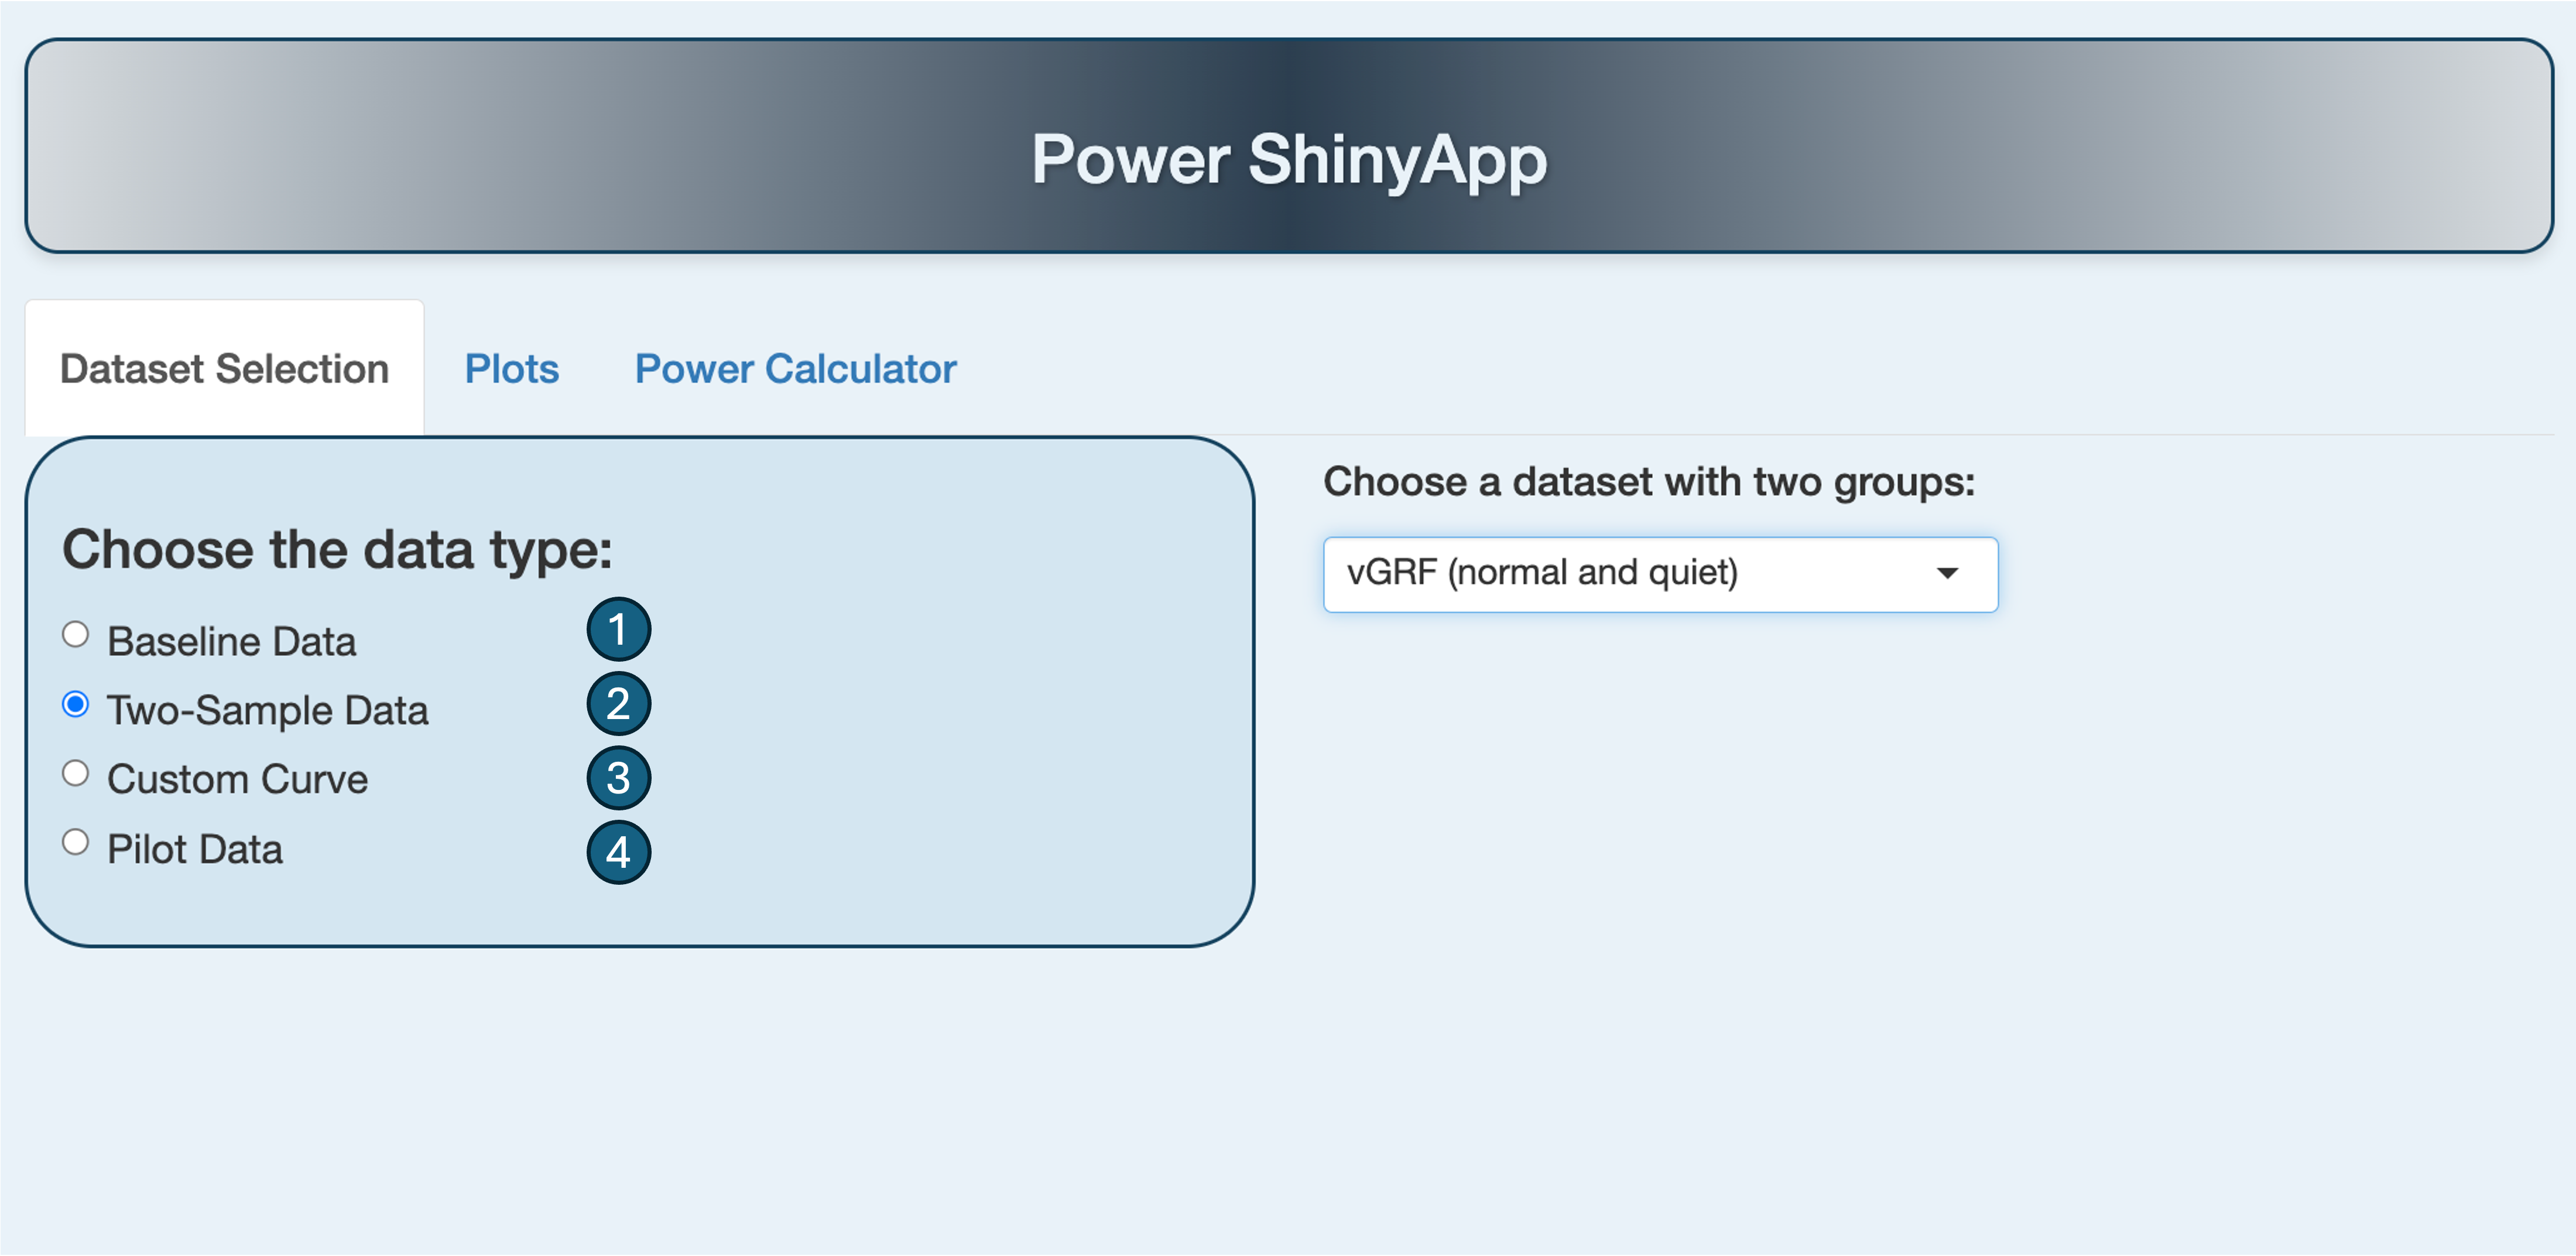 Power ShinyApp
Dataset Selection Plots Power Calculator
Choose the data type:
Baseline Data 1
Two-Sample Data 2
Custom Curve 3
Pilot Data 4
Choose a dataset with two groups:
vGRF (normal and quiet)